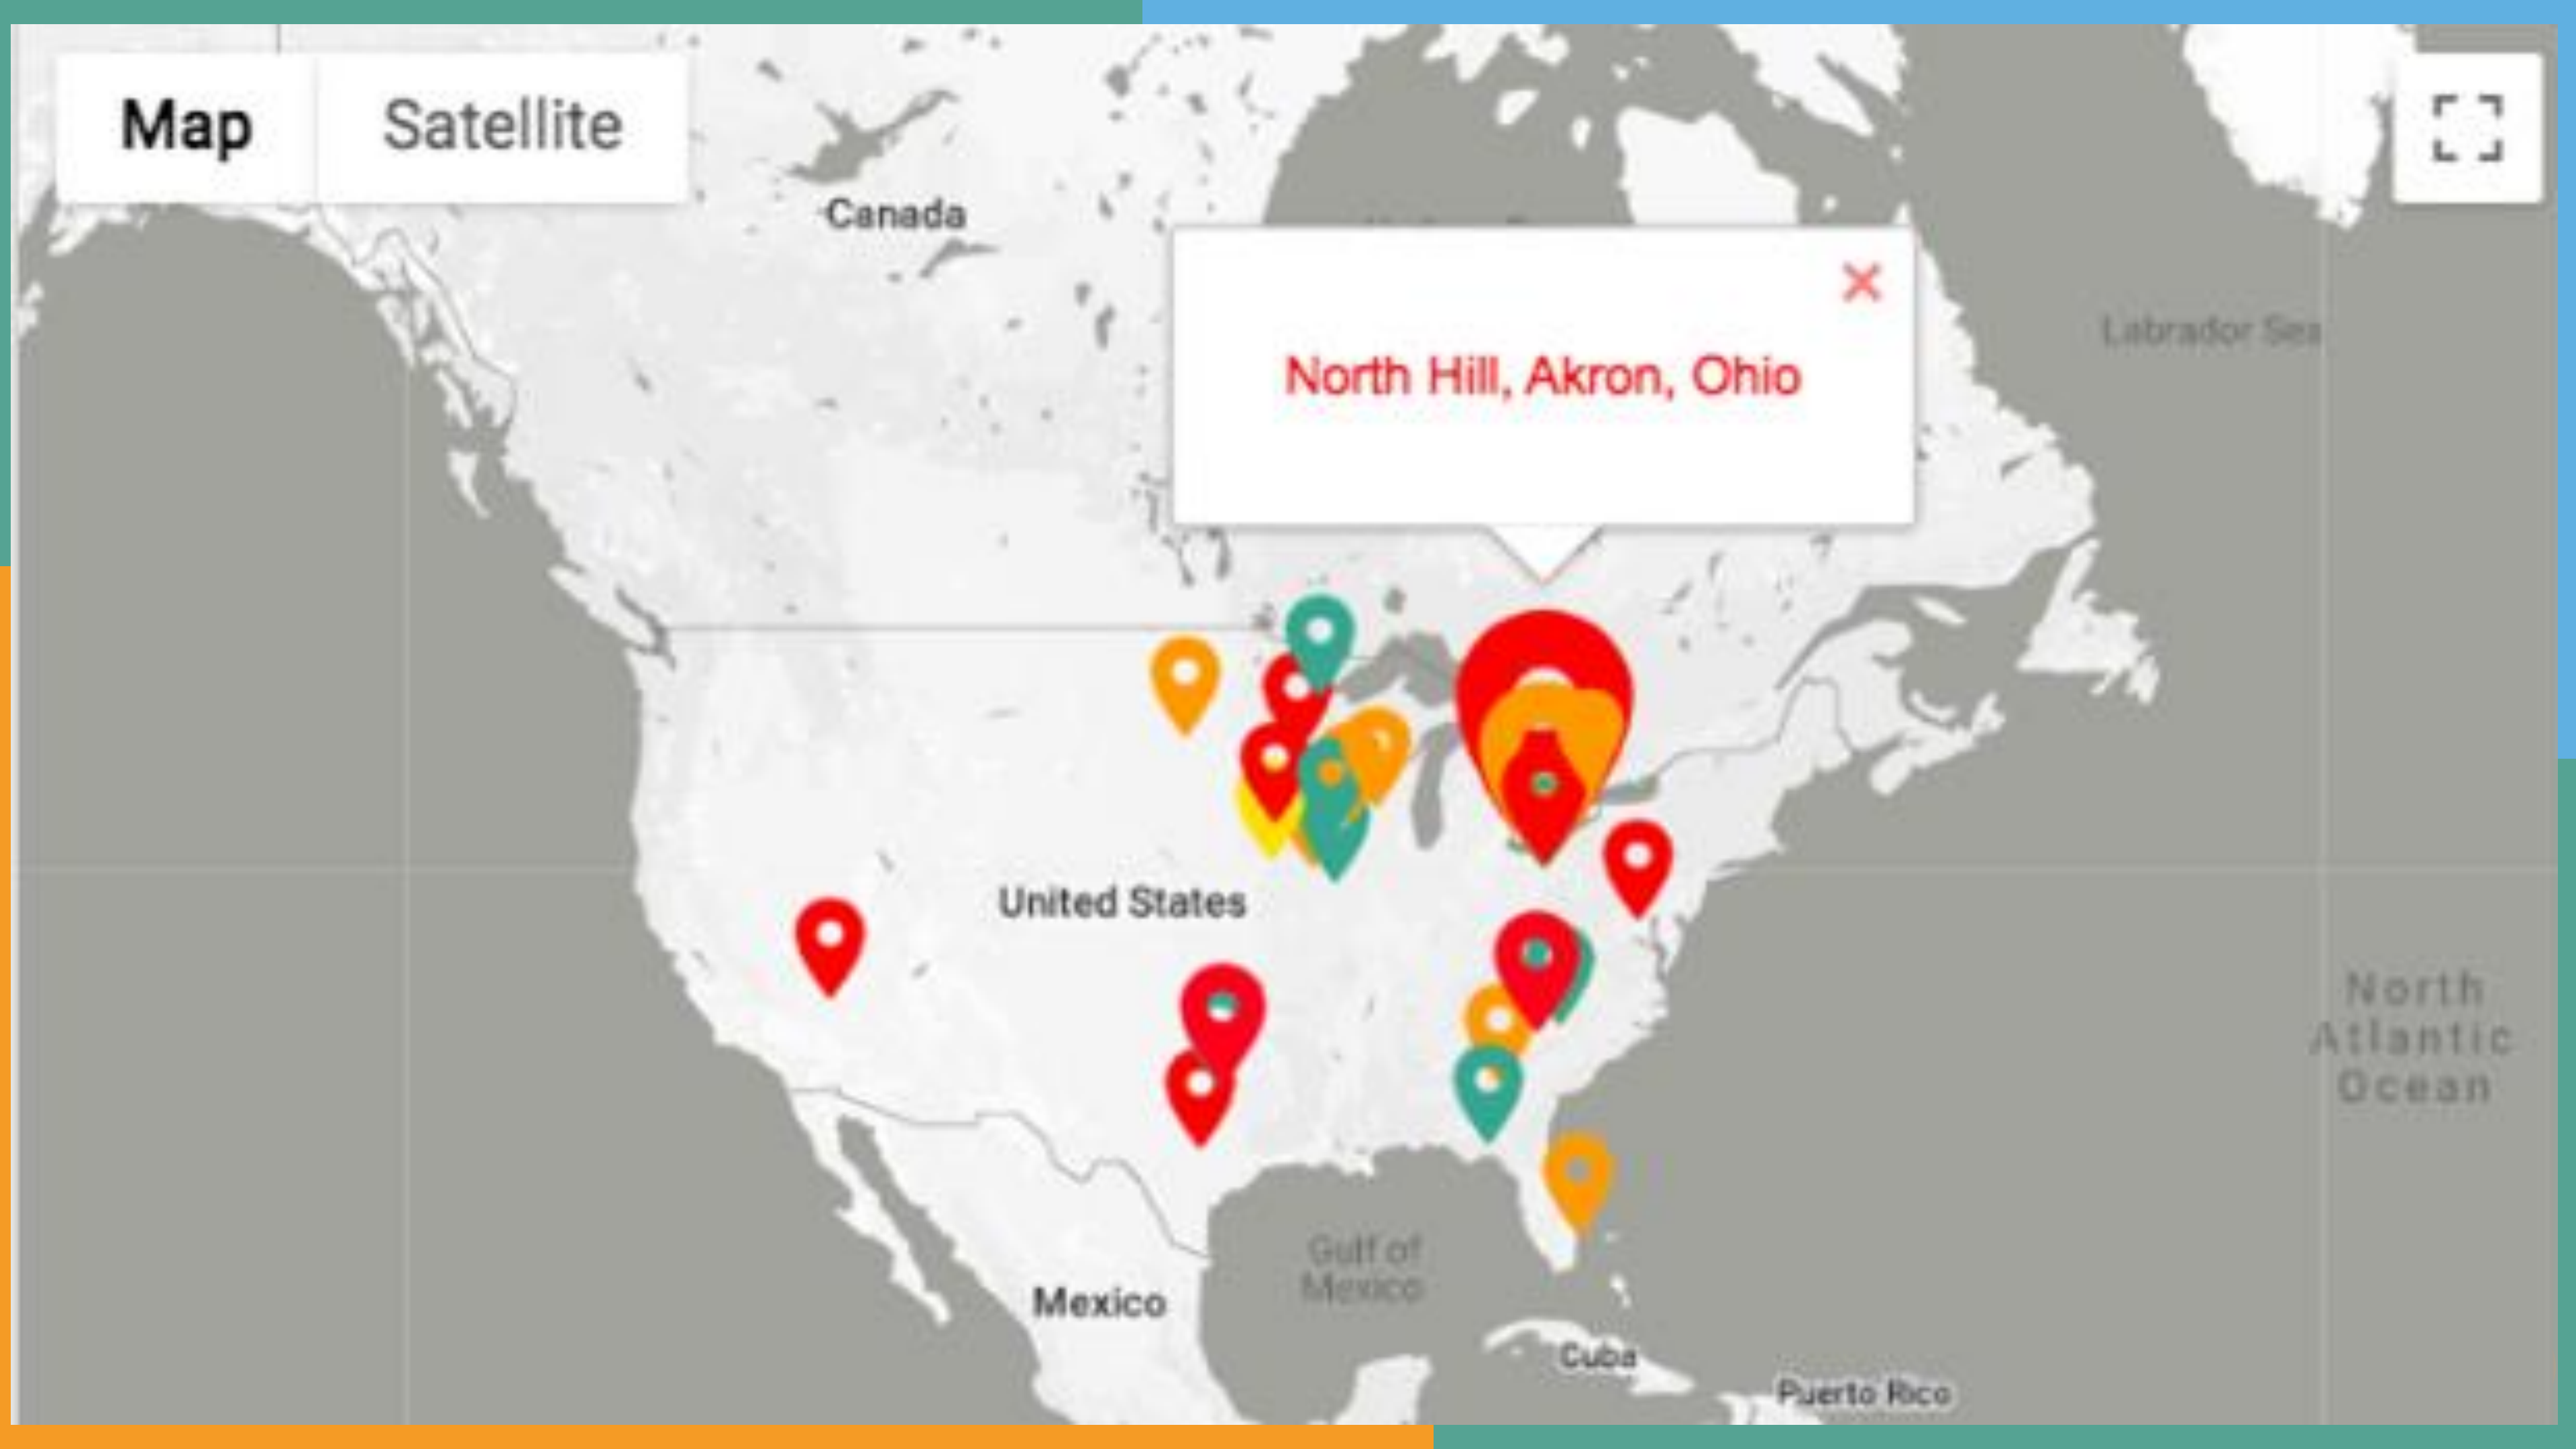 Map
Satellite
Canada
North Hill, Akron, Ohio
Labrador Sea
United States
North
Atlantic
Ocean
Gulf of
Mexico
Mexico
Cuba
Puerto Rico